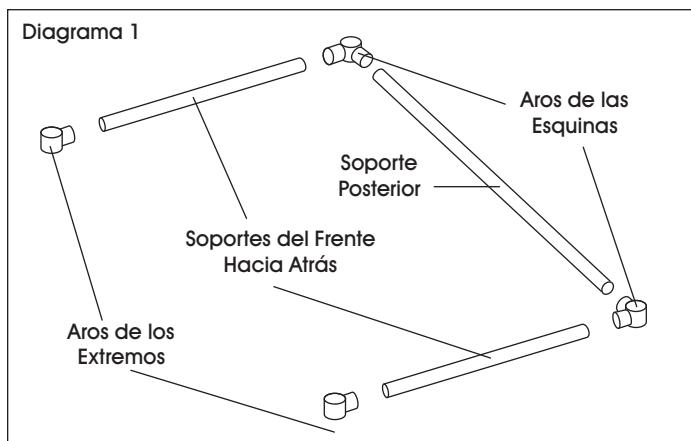 Diagrama 1
Aros de las
Esquinas
Soporte
Posterior
Soportes del Frente
Hacia Atrás
Aros de los
Extremos